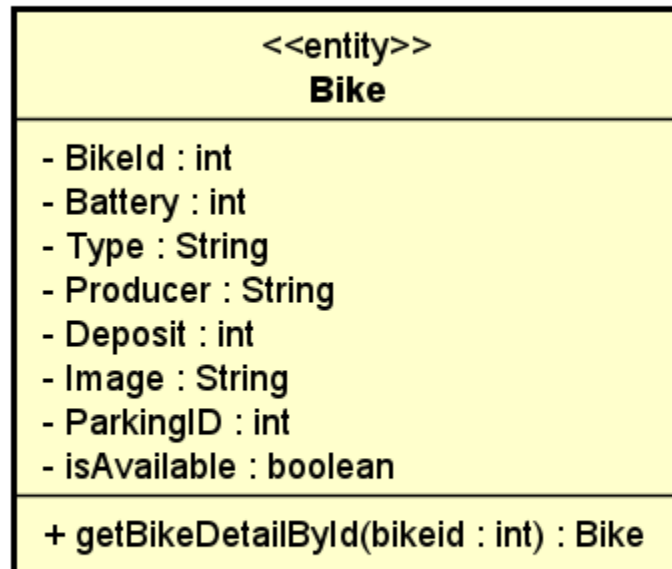 <<entity>>
Bike
- BikeId : int
- Battery : int
- Type : String
- Producer : String
- Deposit : int
- Image : String
- ParkingID : int
- isAvailable : boolean
+ getBikeDetailById(bikeid : int) : Bike